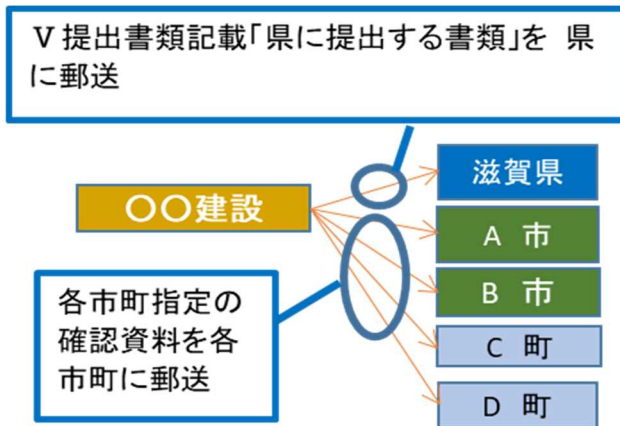 Ⅴ提出書類記載「県に提出する書類」を 県
に郵送
滋賀県
〇〇建設
A 市
B 市
各市町指定の
確認資料を各
市町に郵送
C 町
D 町